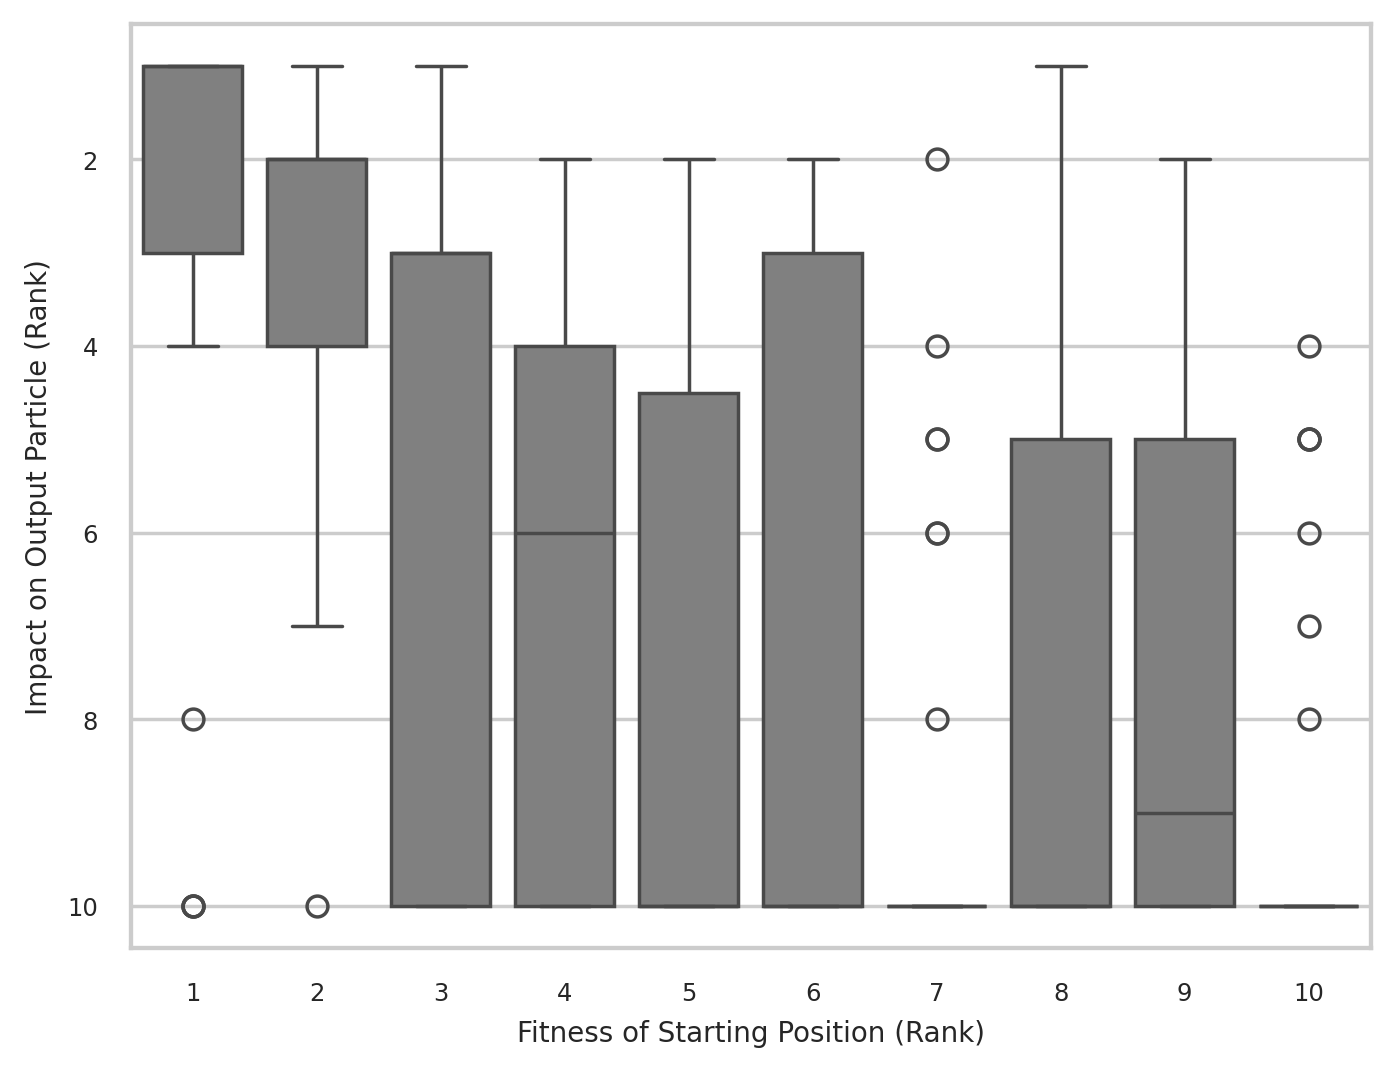 Impact on Output Particle (Rank)
2
4
6
8
10
1 2 3 4 5 6 7 8 9 10
Fitness of Starting Position (Rank)